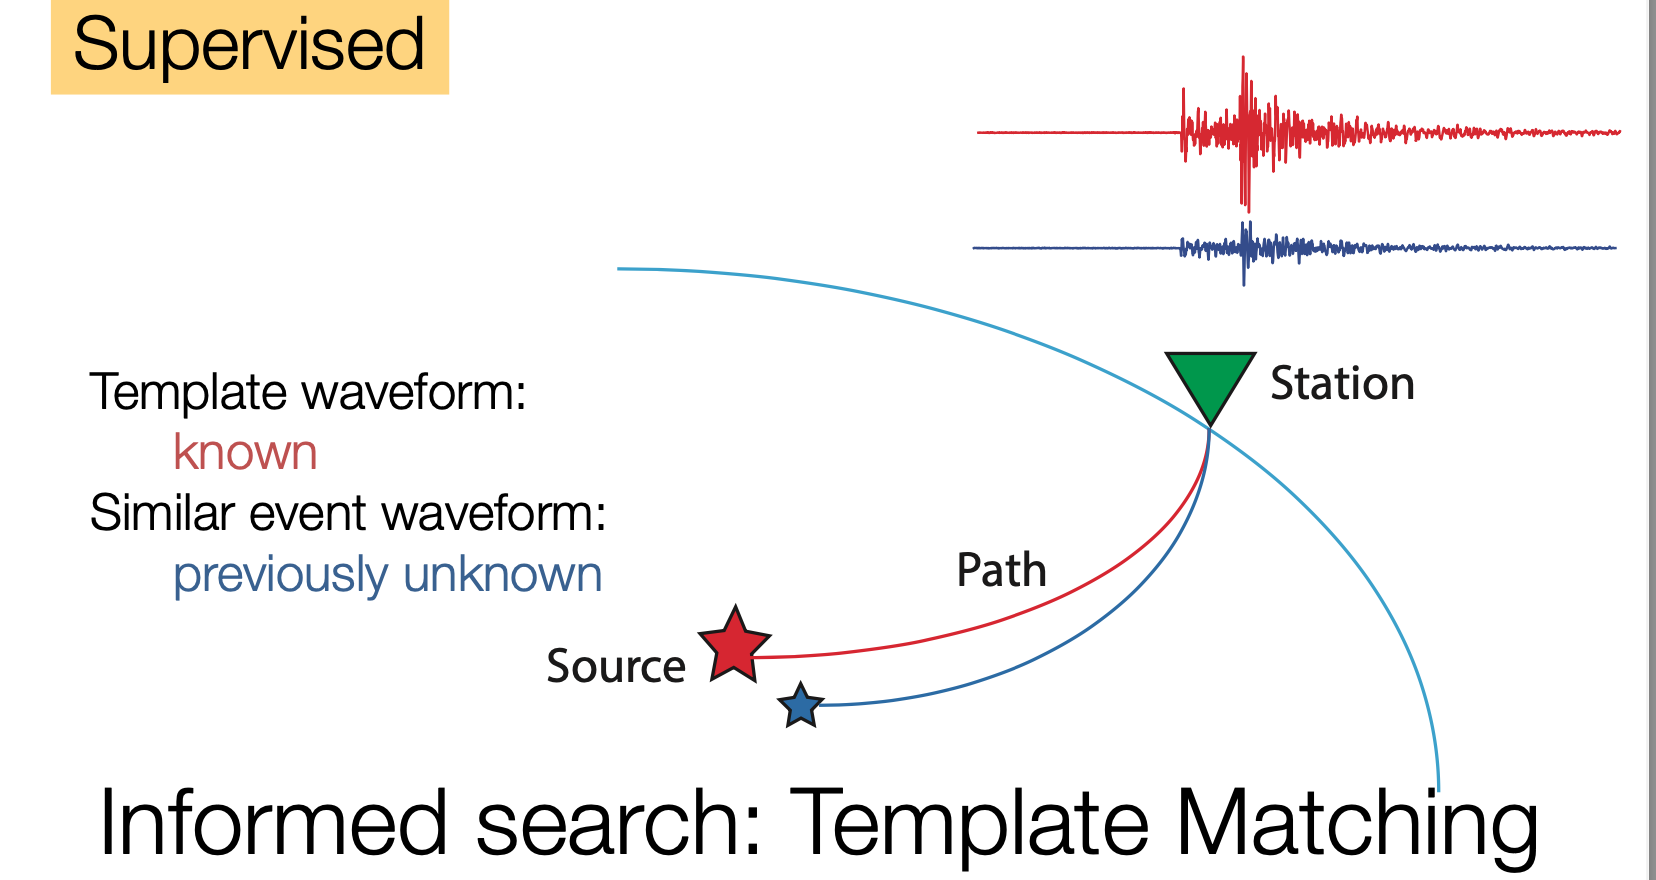 Supervised
Station
Template waveform:
known
Similar event waveform:
previously unknown
Path
Source
Informed search: Template Matching